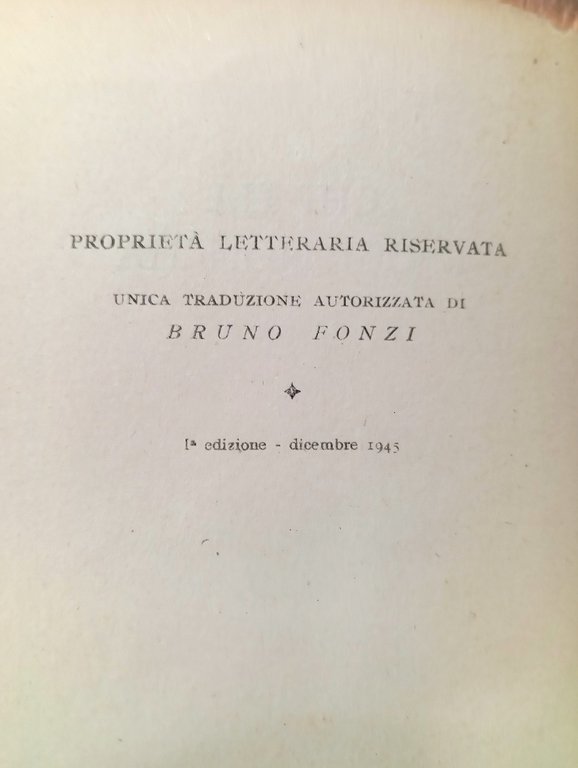 PROPRIETÀ LETTERARIA RISERVATA
UNICA TRADUZIONE AUTORIZZATA DI
BRUNO FONZI
Iª edizione - dicembre 1945